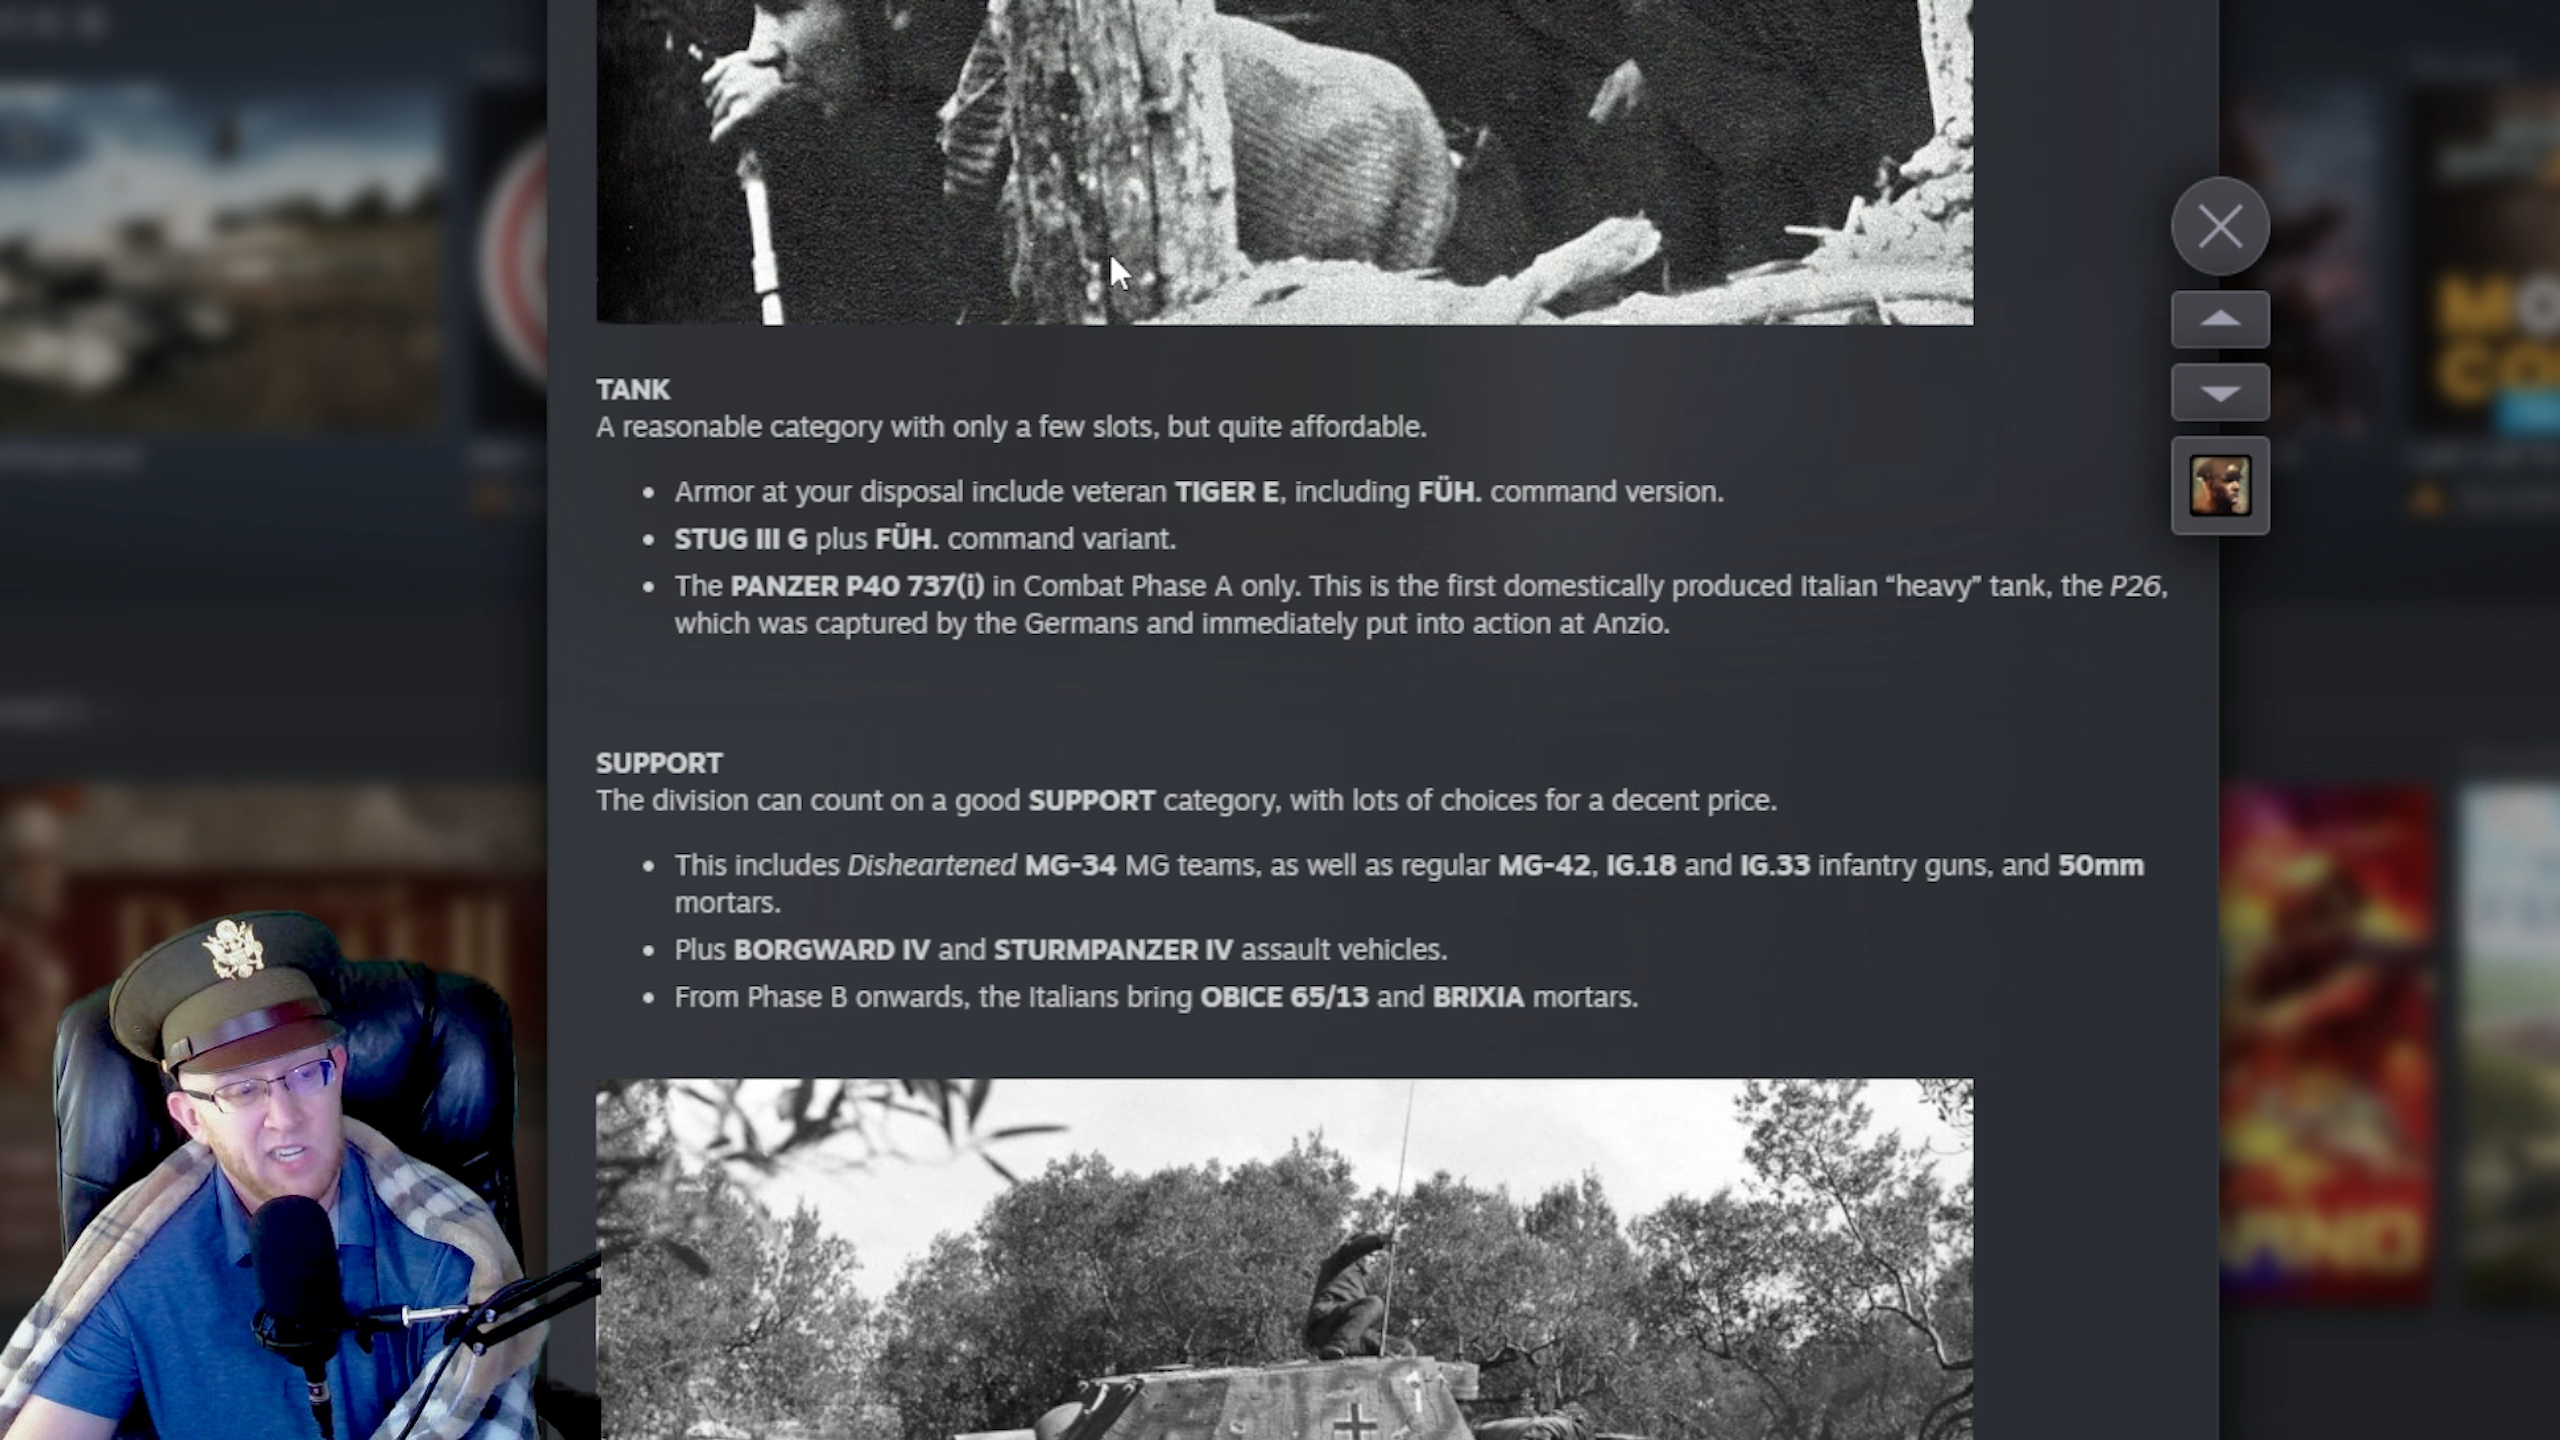 TANK
A reasonable category with only a few slots, but quite affordable.
• Armor at your disposal include veteran TIGER E, including FÜH. command version.
• STUG III G plus FÜH. command variant.
• The PANZER P40 737(i) in Combat Phase A only. This is the first domestically produced Italian “heavy” tank, the P26,
which was captured by the Germans and immediately put into action at Anzio.
SUPPORT
The division can count on a good SUPPORT category, with lots of choices for a decent price.
• This includes Disheartened MG-34 MG teams, as well as regular MG-42, IG.18 and IG.33 infantry guns, and 50mm
mortars.
• Plus BORGWARD IV and STURMPANZER IV assault vehicles.
• From Phase B onwards, the Italians bring OBICE 65/13 and BRIXIA mortars.